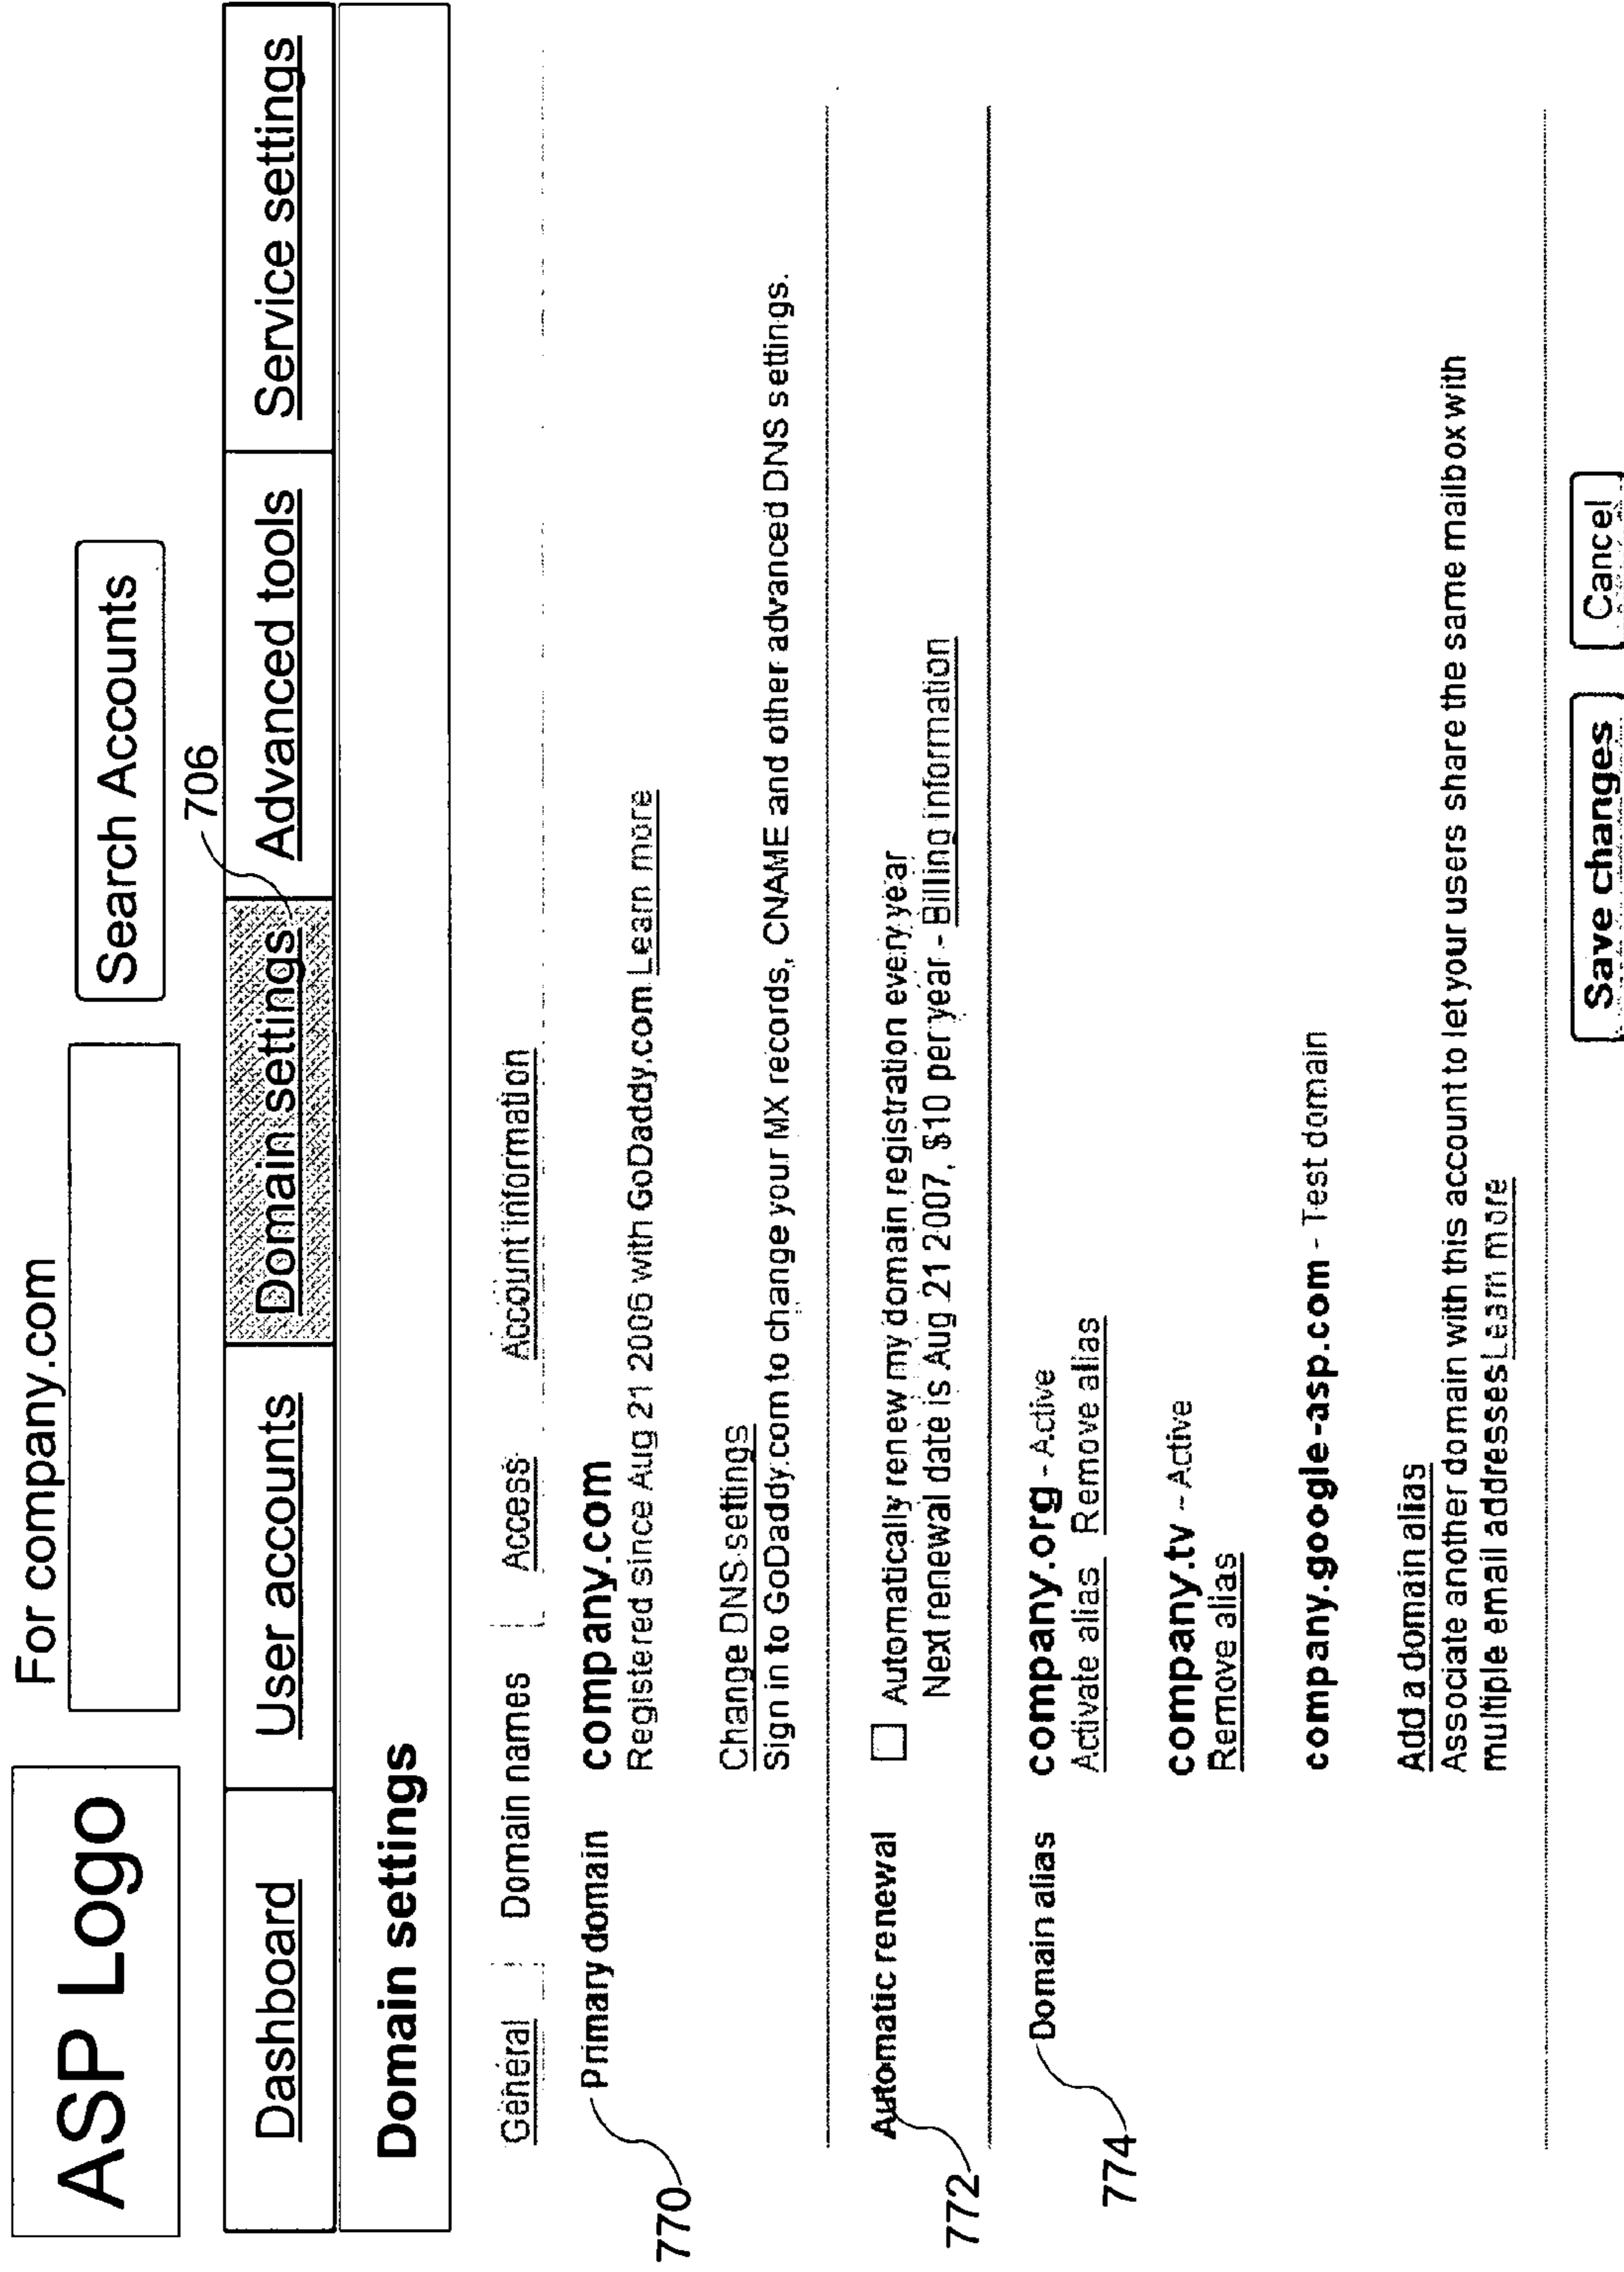 ASP Logo
For company.com
Search Accounts
706
Dashboard
User accounts
Domain settings
Advanced tools
Service settings
Domain settings
General
Domain names
Access
Account information
770
Primary domain
company.com
Registered since Aug 21 2006 with GoDaddy.com Learn more
Change DNS settings
Sign in to GoDaddy.com to change your MX records, CNAME and other advanced DNS settings.
772
Automatic renewal
Automatically renew my domain registration every year
Next renewal date is Aug 21 2007, $10 per year - Billing information
774
Domain alias
company.org - Active
Activate alias Remove alias
company.tv - Active
Remove alias
company.google-asp.com - Test domain
Add a domain alias
Associate another domain with this account to let your users share the same mailbox with
multiple email addresses Learn more
Save changes
Cancel